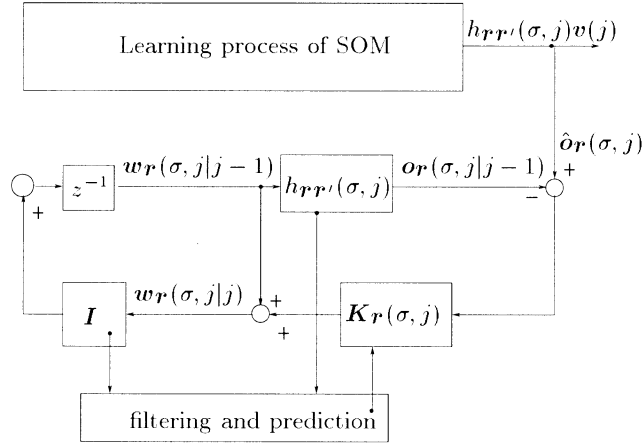 Learning process of SOM
h_{rr'}(σ, j)v(j)
ô_r(σ, j)
+
−
w_r(σ, j|j − 1)
o_r(σ, j|j − 1)
z^{−1}
h_{rr'}(σ, j)
+
w_r(σ, j|j)
+
+
I
K_r(σ, j)
filtering and prediction